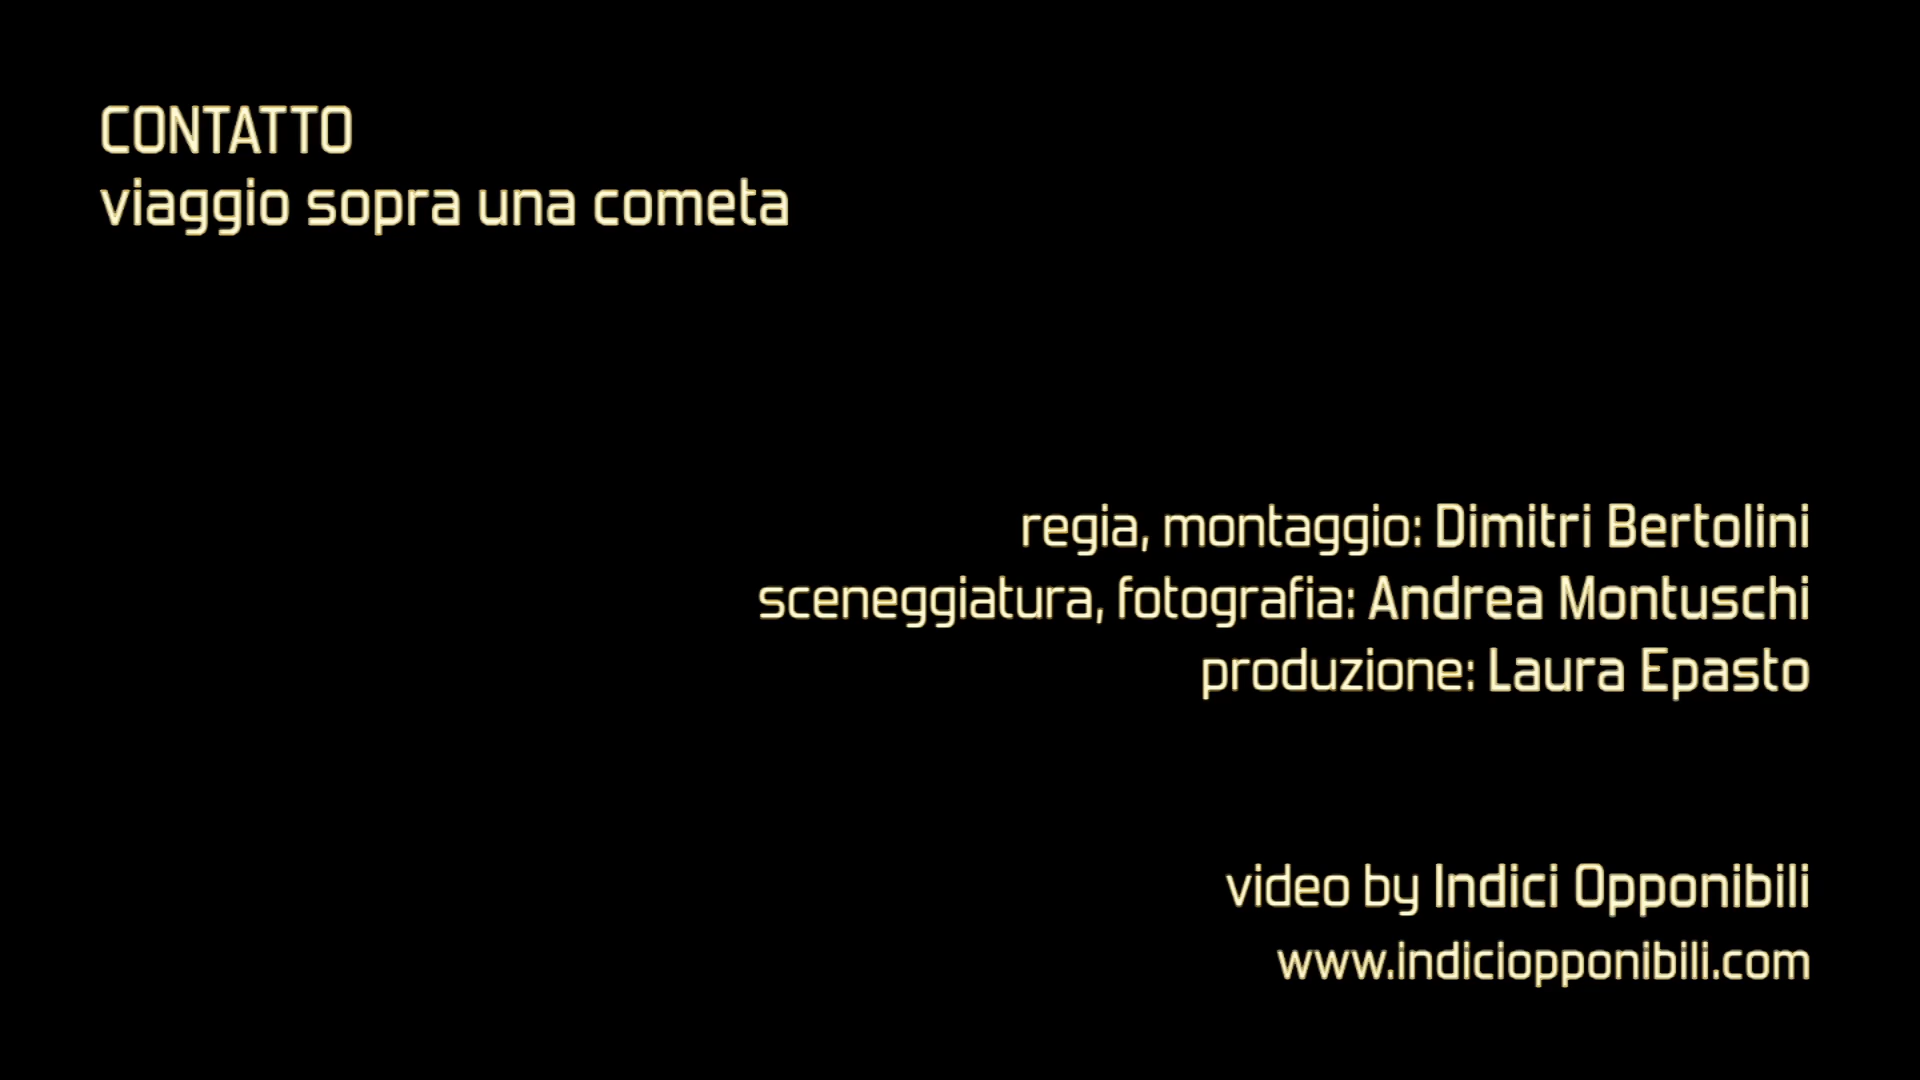 CONTATTO
viaggio sopra una cometa
regia, montaggio: Dimitri Bertolini
sceneggiatura, fotografia: Andrea Montuschi
produzione: Laura Epasto
video by Indici Opponibili
www.indiciopponibili.com